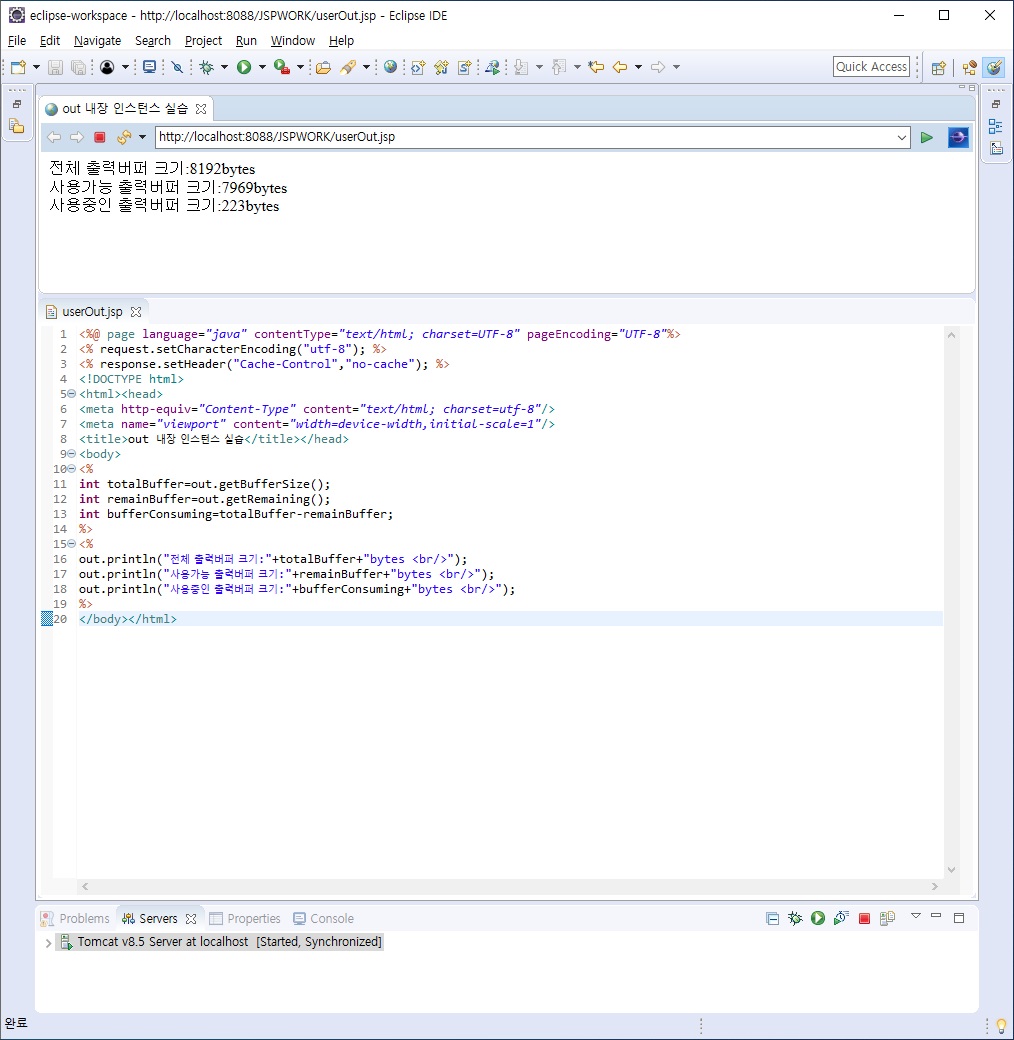 eclipse-workspace - http://localhost:8088/JSPWORK/userOut.jsp - Eclipse IDE
File Edit Navigate Search Project Run Window Help
Quick Access
out 내장 인스턴스 실습
http://localhost:8088/JSPWORK/userOut.jsp
전체 출력버퍼 크기:8192bytes
사용가능 출력버퍼 크기:7969bytes
사용중인 출력버퍼 크기:223bytes
userOut.jsp
1 <%@ page language="java" contentType="text/html; charset=UTF-8" pageEncoding="UTF-8"%>
2 <% request.setCharacterEncoding("utf-8"); %>
3 <% response.setHeader("Cache-Control","no-cache"); %>
4 <!DOCTYPE html>
5 <html><head>
6 <meta http-equiv="Content-Type" content="text/html; charset=utf-8"/>
7 <meta name="viewport" content="width=device-width,initial-scale=1"/>
8 <title>out 내장 인스턴스 실습</title></head>
9 <body>
10 <%
11 int totalBuffer=out.getBufferSize();
12 int remainBuffer=out.getRemaining();
13 int bufferConsuming=totalBuffer-remainBuffer;
14 %>
15 <%
16 out.println("전체 출력버퍼 크기:"+totalBuffer+"bytes <br/>");
17 out.println("사용가능 출력버퍼 크기:"+remainBuffer+"bytes <br/>");
18 out.println("사용중인 출력버퍼 크기:"+bufferConsuming+"bytes <br/>");
19 %>
20 </body></html>
Problems Servers Properties Console
Tomcat v8.5 Server at localhost [Started, Synchronized]
완료